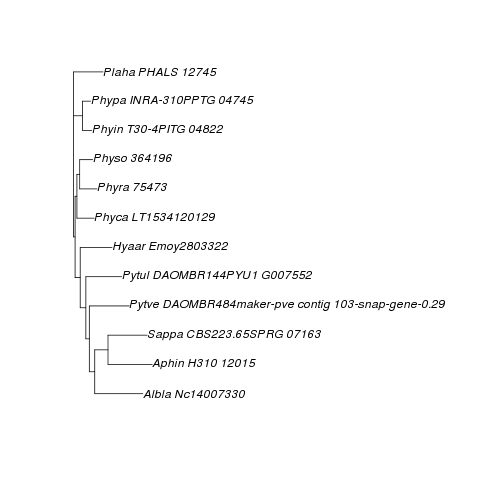 Plaha PHALS 12745
Phypa INRA-310PPTG 04745
Phyin T30-4PITG 04822
Physo 364196
Phyra 75473
Phyca LT1534120129
Hyaar Emoy2803322
Pytul DAOMBR144PYU1 G007552
Pytve DAOMBR484maker-pve contig 103-snap-gene-0.29
Sappa CBS223.65SPRG 07163
Aphin H310 12015
Albla Nc14007330